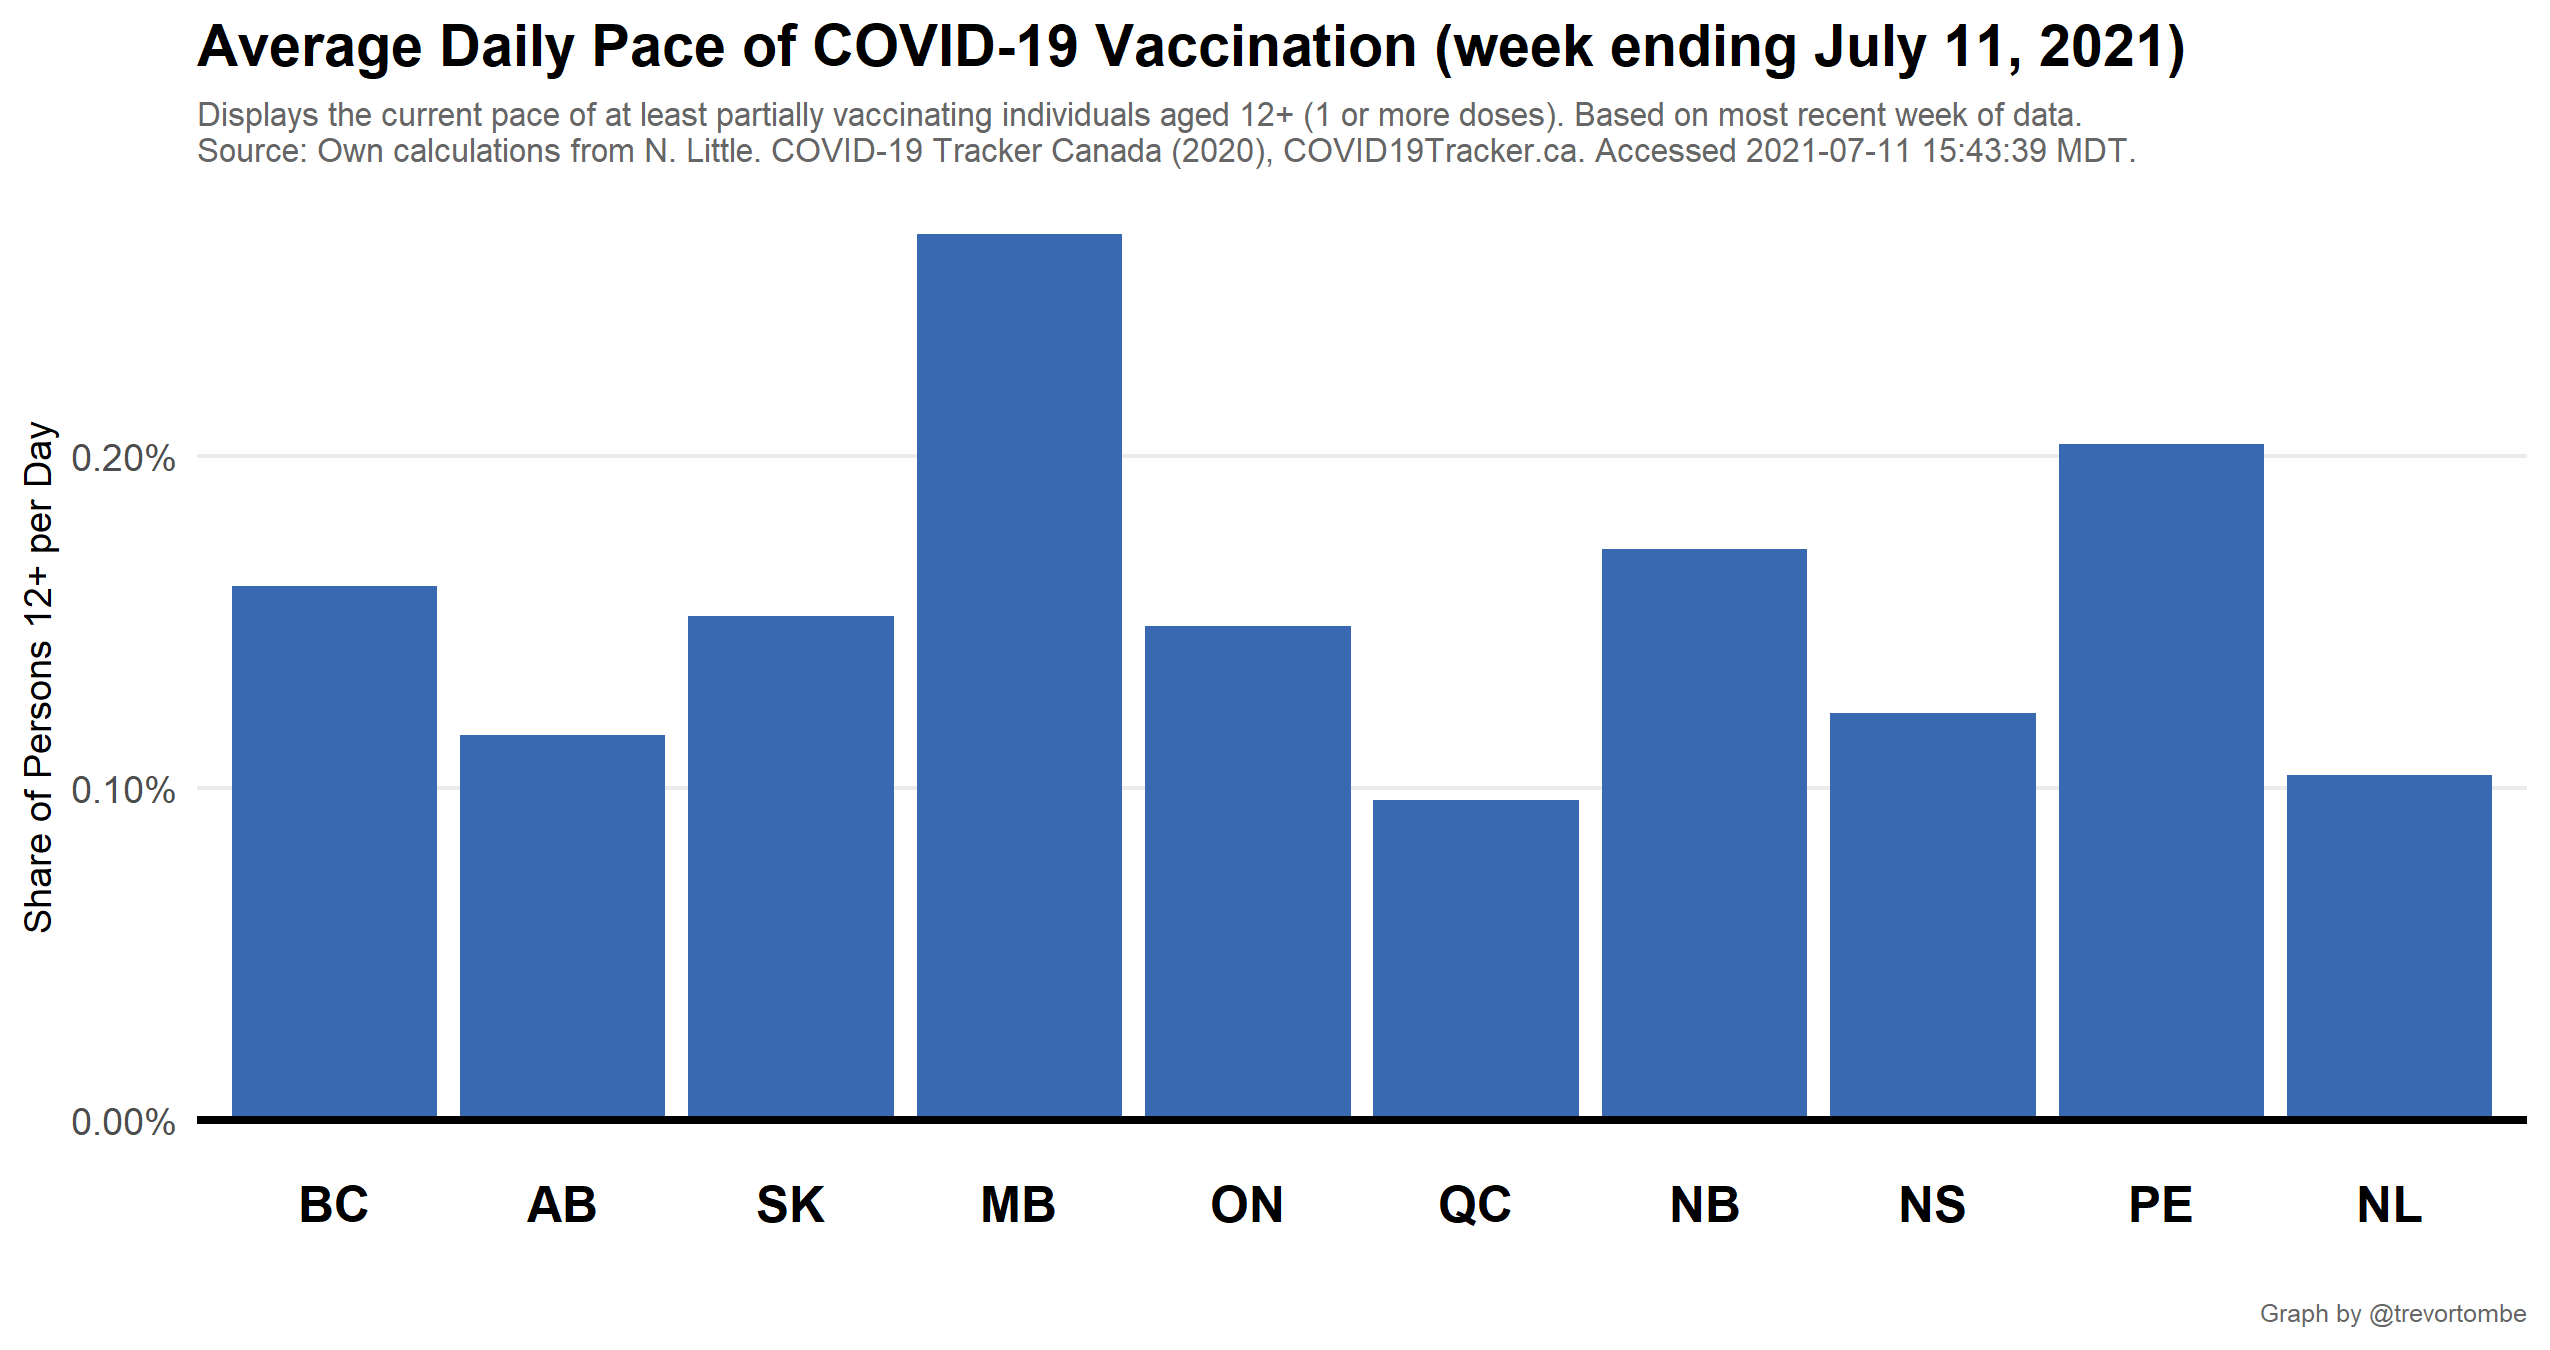 Average Daily Pace of COVID-19 Vaccination (week ending July 11, 2021)
Displays the current pace of at least partially vaccinating individuals aged 12+ (1 or more doses). Based on most recent week of data.
Source: Own calculations from N. Little. COVID-19 Tracker Canada (2020), COVID19Tracker.ca. Accessed 2021-07-11 15:43:39 MDT.
Share of Persons 12+ per Day
0.20%
0.10%
0.00%
BC AB SK MB ON QC NB NS PE NL
Graph by @trevortombe